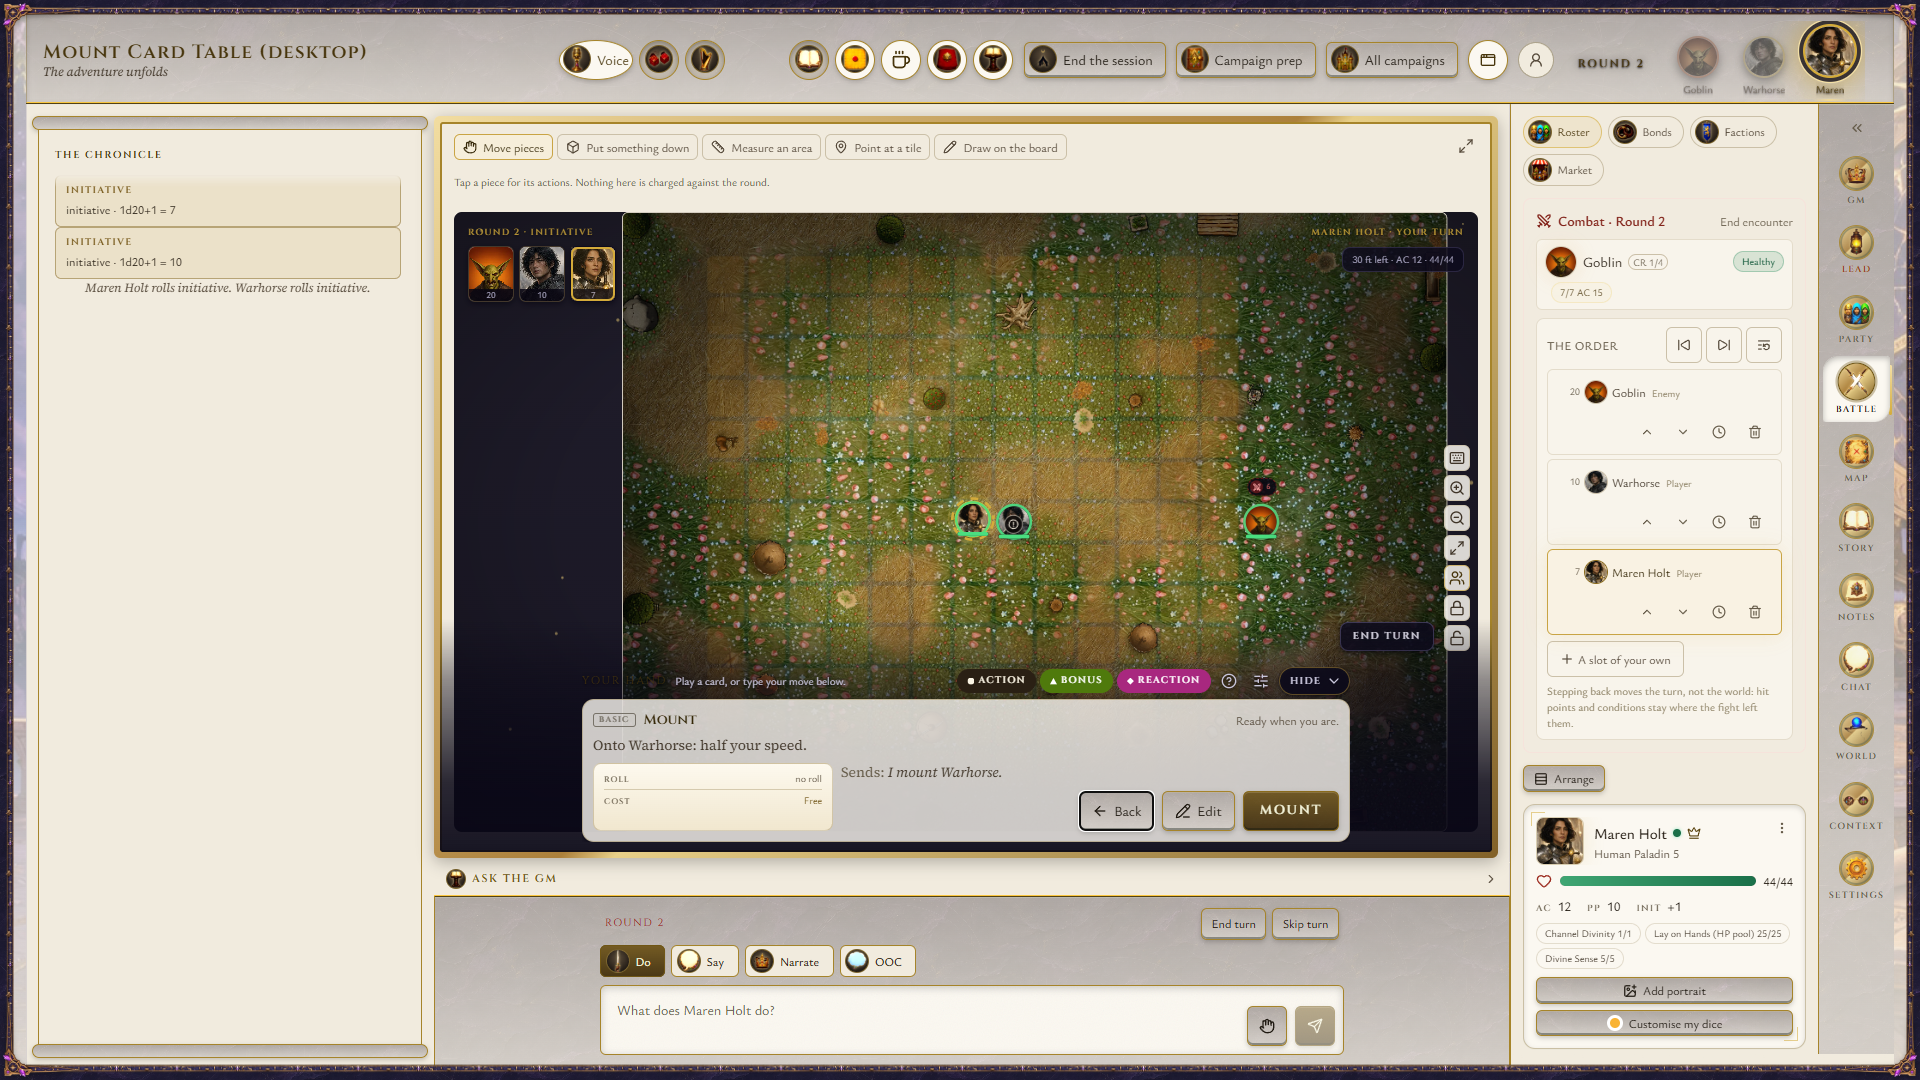 Mount Card Table (Desktop)
The adventure unfolds
Voice
End the session
Campaign prep
All campaigns
ROUND 2
Goblin
Warhorse
Maren
THE CHRONICLE
INITIATIVE
initiative · 1d20+1 = 7
INITIATIVE
initiative · 1d20+1 = 10
Maren Holt rolls initiative. Warhorse rolls initiative.
Move pieces
Put something down
Measure an area
Point at a tile
Draw on the board
Tap a piece for its actions. Nothing here is charged against the round.
ROUND 2 · INITIATIVE
20
10
7
MAREN HOLT · YOUR TURN
30 ft left · AC 12 · 44/44
6
END TURN
Play a card, or type your move below.
ACTION
BONUS
REACTION
HIDE
BASIC
Mount
Ready when you are.
Onto Warhorse: half your speed.
ROLL
no roll
COST
Free
Sends: I mount Warhorse.
Back
Edit
MOUNT
ASK THE GM
ROUND 2
End turn
Skip turn
Do
Say
Narrate
OOC
What does Maren Holt do?
Roster
Bonds
Factions
Market
Combat · Round 2
End encounter
Goblin
CR 1/4
Healthy
7/7 AC 15
THE ORDER
20
Goblin
Enemy
10
Warhorse
Player
7
Maren Holt
Player
A slot of your own
Stepping back moves the turn, not the world: hit
points and conditions stay where the fight left
them.
Arrange
Maren Holt
Human Paladin 5
44/44
AC 12
PP 10
INIT +1
Channel Divinity 1/1
Lay on Hands (HP pool) 25/25
Divine Sense 5/5
Add portrait
Customise my dice
GM
LEAD
PARTY
BATTLE
MAP
STORY
NOTES
CHAT
WORLD
CONTEXT
SETTINGS